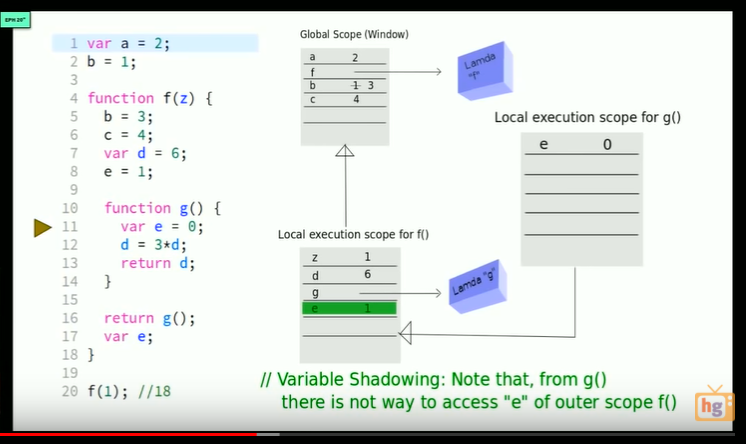 EPH 20"
1 var a = 2;
2 b = 1;
3
4 function f(z) {
5 b = 3;
6 c = 4;
7 var d = 6;
8 e = 1;
9
10 function g() {
11 var e = 0;
12 d = 3*d;
13 return d;
14 }
15
16 return g();
17 var e;
18 }
19
20 f(1); //18
Global Scope (Window)
a 2
f
b 1 3
c 4
Lamda "f"
Local execution scope for g()
e 0
Local execution scope for f()
z 1
d 6
g
e 1
Lamda "g"
// Variable Shadowing: Note that, from g()
there is not way to access "e" of outer scope f()
hg